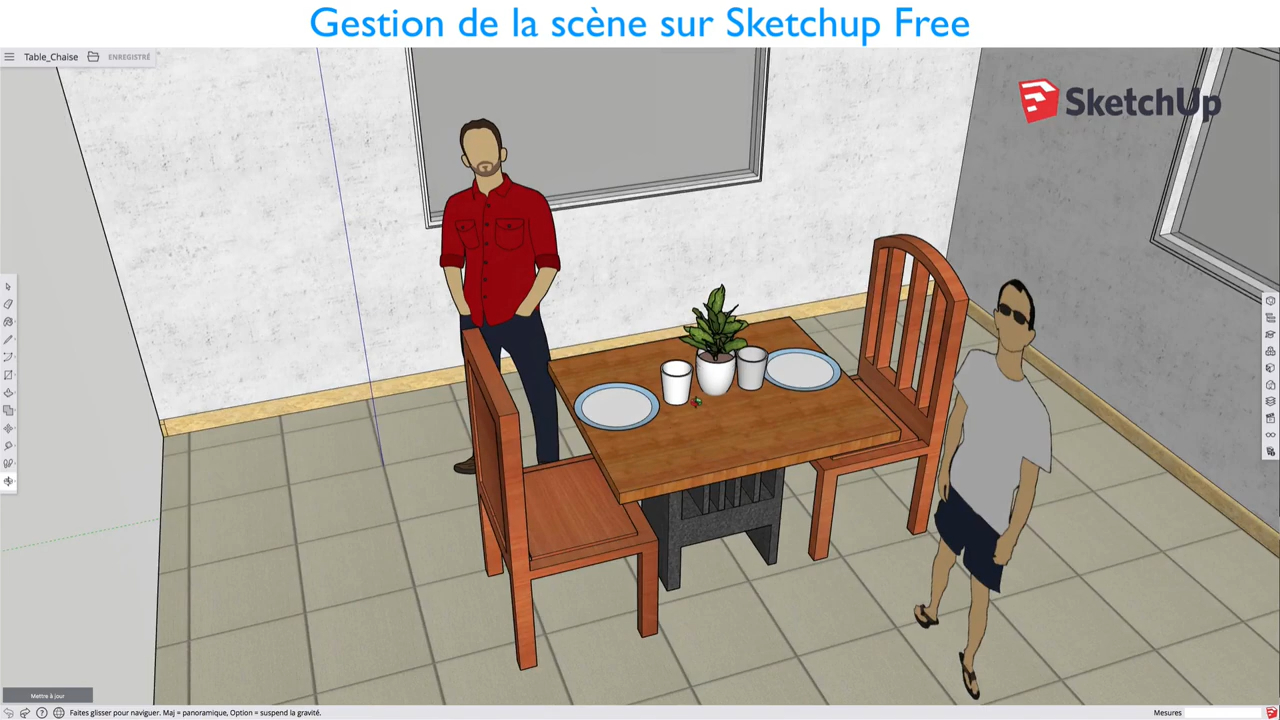 Gestion de la scène sur Sketchup Free
Table_Chaise
ENREGISTRÉ
SketchUp
Mettre à jour
Faites glisser pour naviguer. Maj = panoramique, Option = suspend la gravité.
Mesures